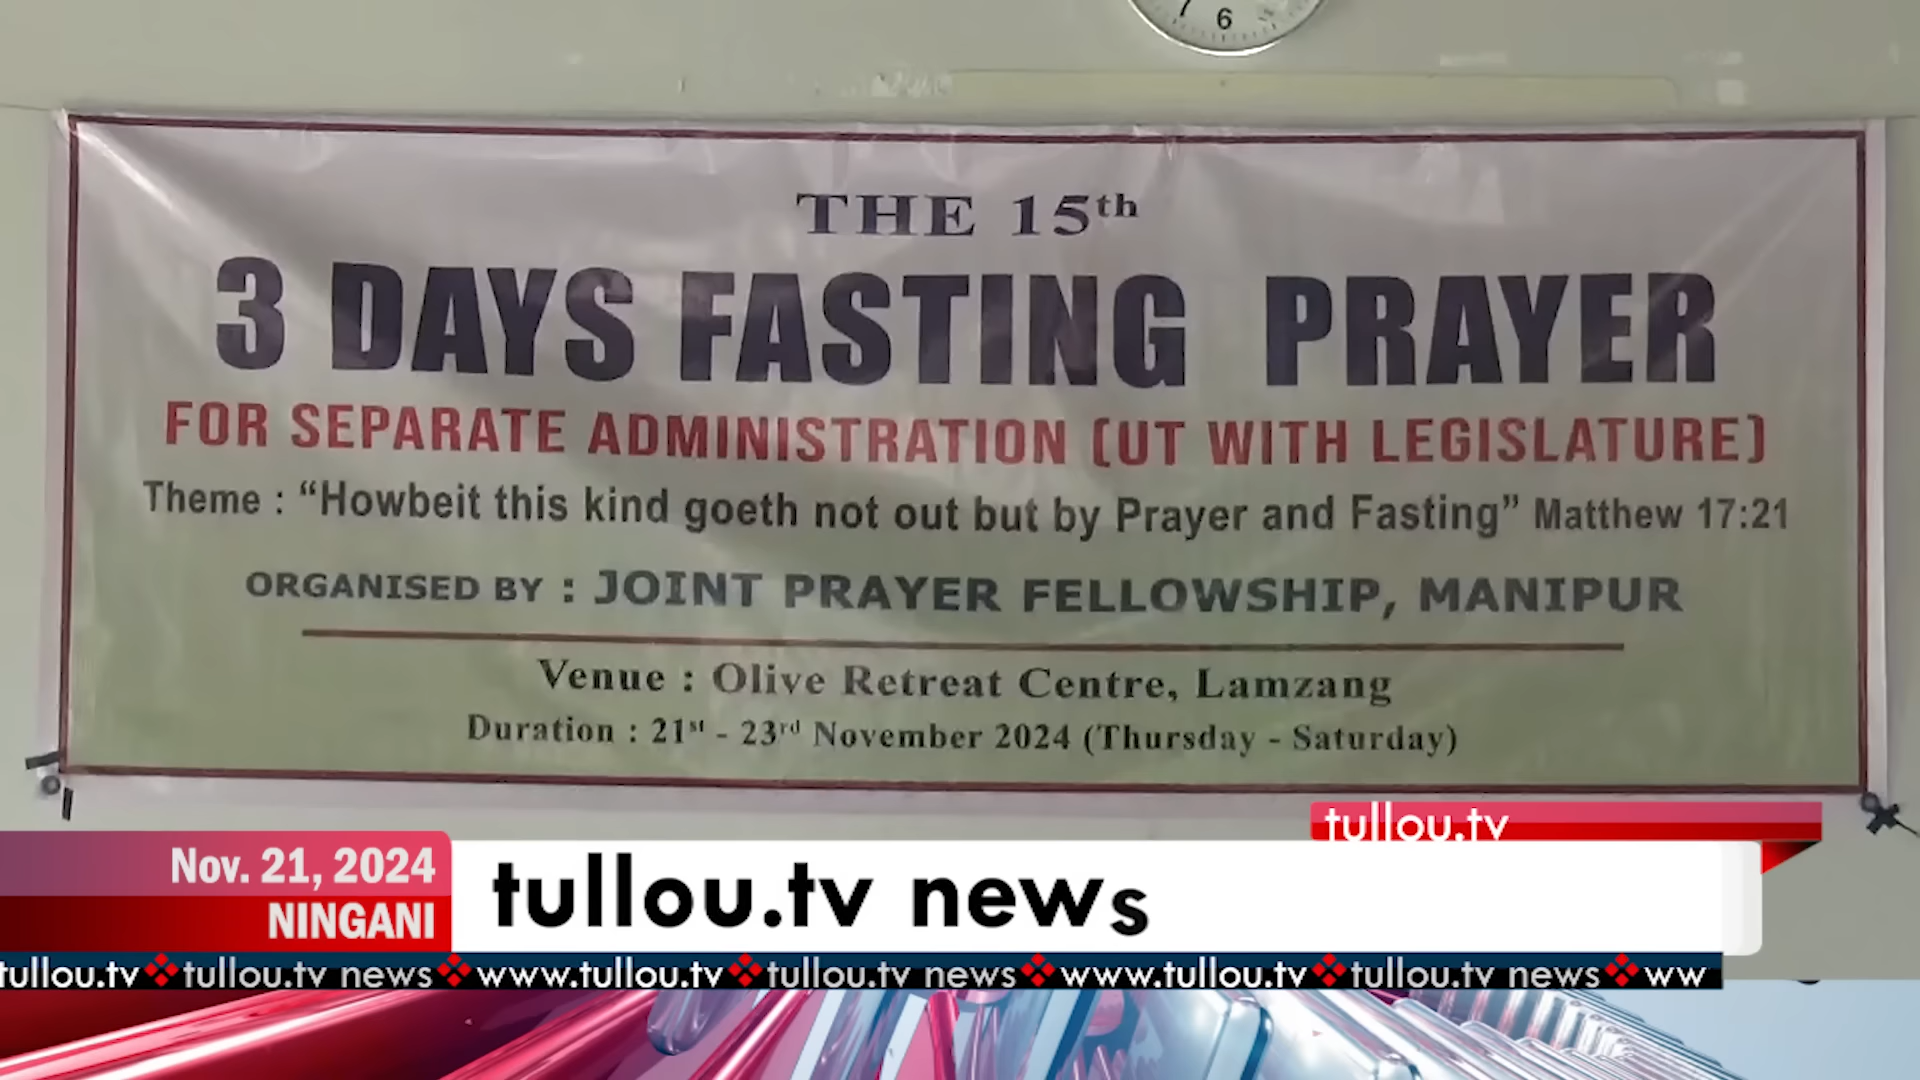 7 6
THE 15th
3 DAYS FASTING PRAYER
FOR SEPARATE ADMINISTRATION (UT WITH LEGISLATURE)
Theme : “Howbeit this kind goeth not out but by Prayer and Fasting” Matthew 17:21
ORGANISED BY : JOINT PRAYER FELLOWSHIP, MANIPUR
Venue : Olive Retreat Centre, Lamzang
Duration : 21st - 23rd November 2024 (Thursday - Saturday)
tullou.tv
Nov. 21, 2024
NINGANI
tullou.tv news
tullou.tv❖tullou.tv news❖www.tullou.tv❖tullou.tv news❖www.tullou.tv❖tullou.tv news❖ww